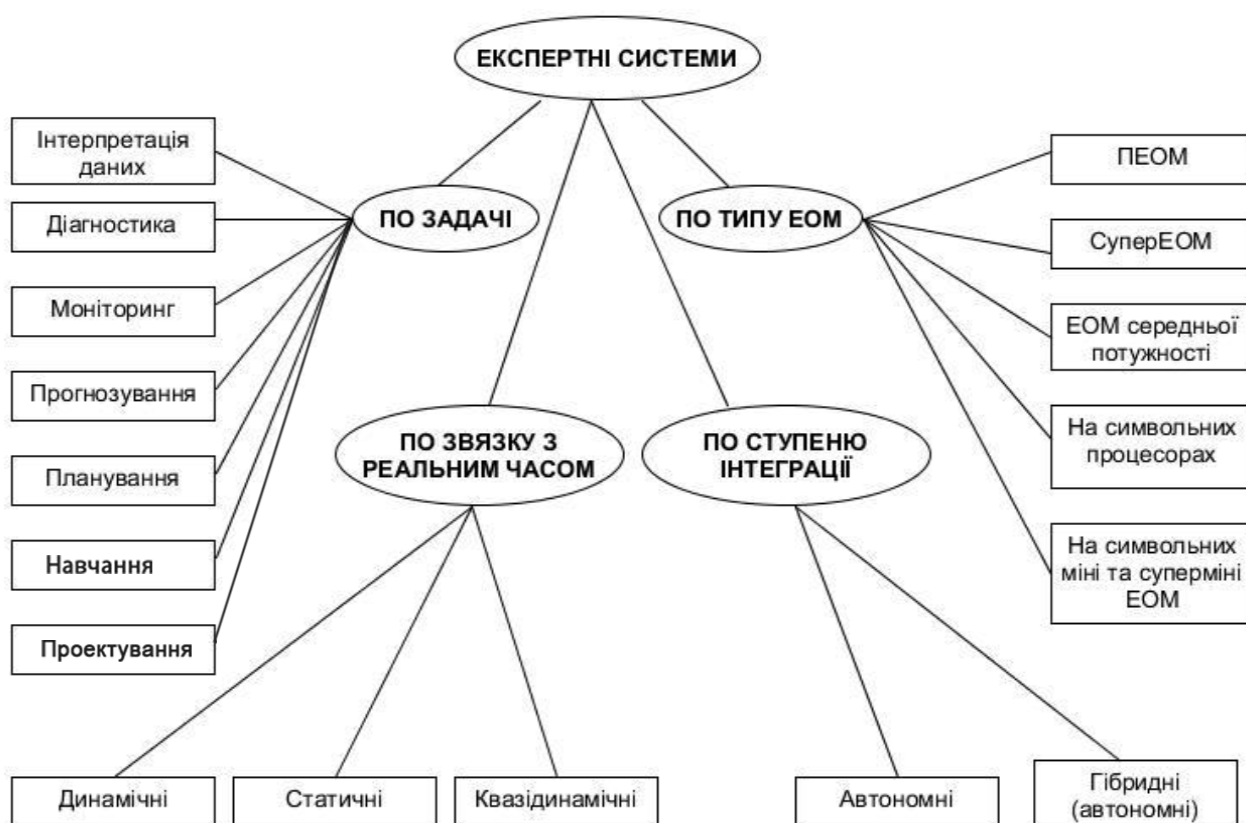 ЕКСПЕРТНІ СИСТЕМИ
Інтерпретація
даних
Діагностика
Моніторинг
Прогнозування
Планування
Навчання
Проектування
ПО ЗАДАЧІ
ПО ТИПУ ЕОМ
ПЕОМ
СуперЕОМ
ЕОМ середньої
потужності
На символьних
процесорах
На символьних
міні та суперміні
ЕОМ
ПО ЗВЯЗКУ З
РЕАЛЬНИМ ЧАСОМ
ПО СТУПЕНЮ
ІНТЕГРАЦІЇ
Динамічні
Статичні
Квазідинамічні
Автономні
Гібридні
(автономні)